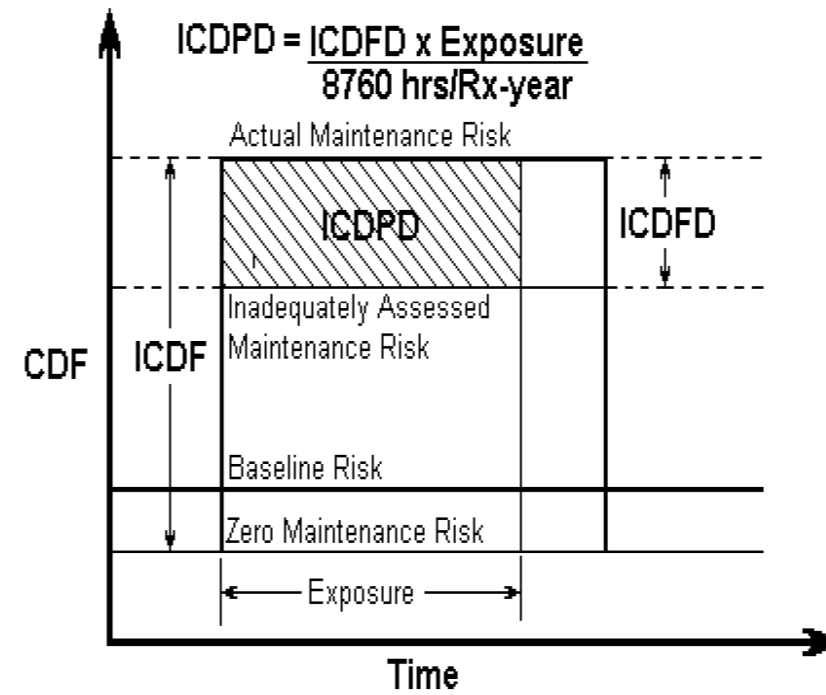 ICDPD = ICDFD x Exposure
8760 hrs/Rx-year
Actual Maintenance Risk
ICDPD
ICDFD
Inadequately Assessed
Maintenance Risk
CDF
ICDF
Baseline Risk
Zero Maintenance Risk
Exposure
Time